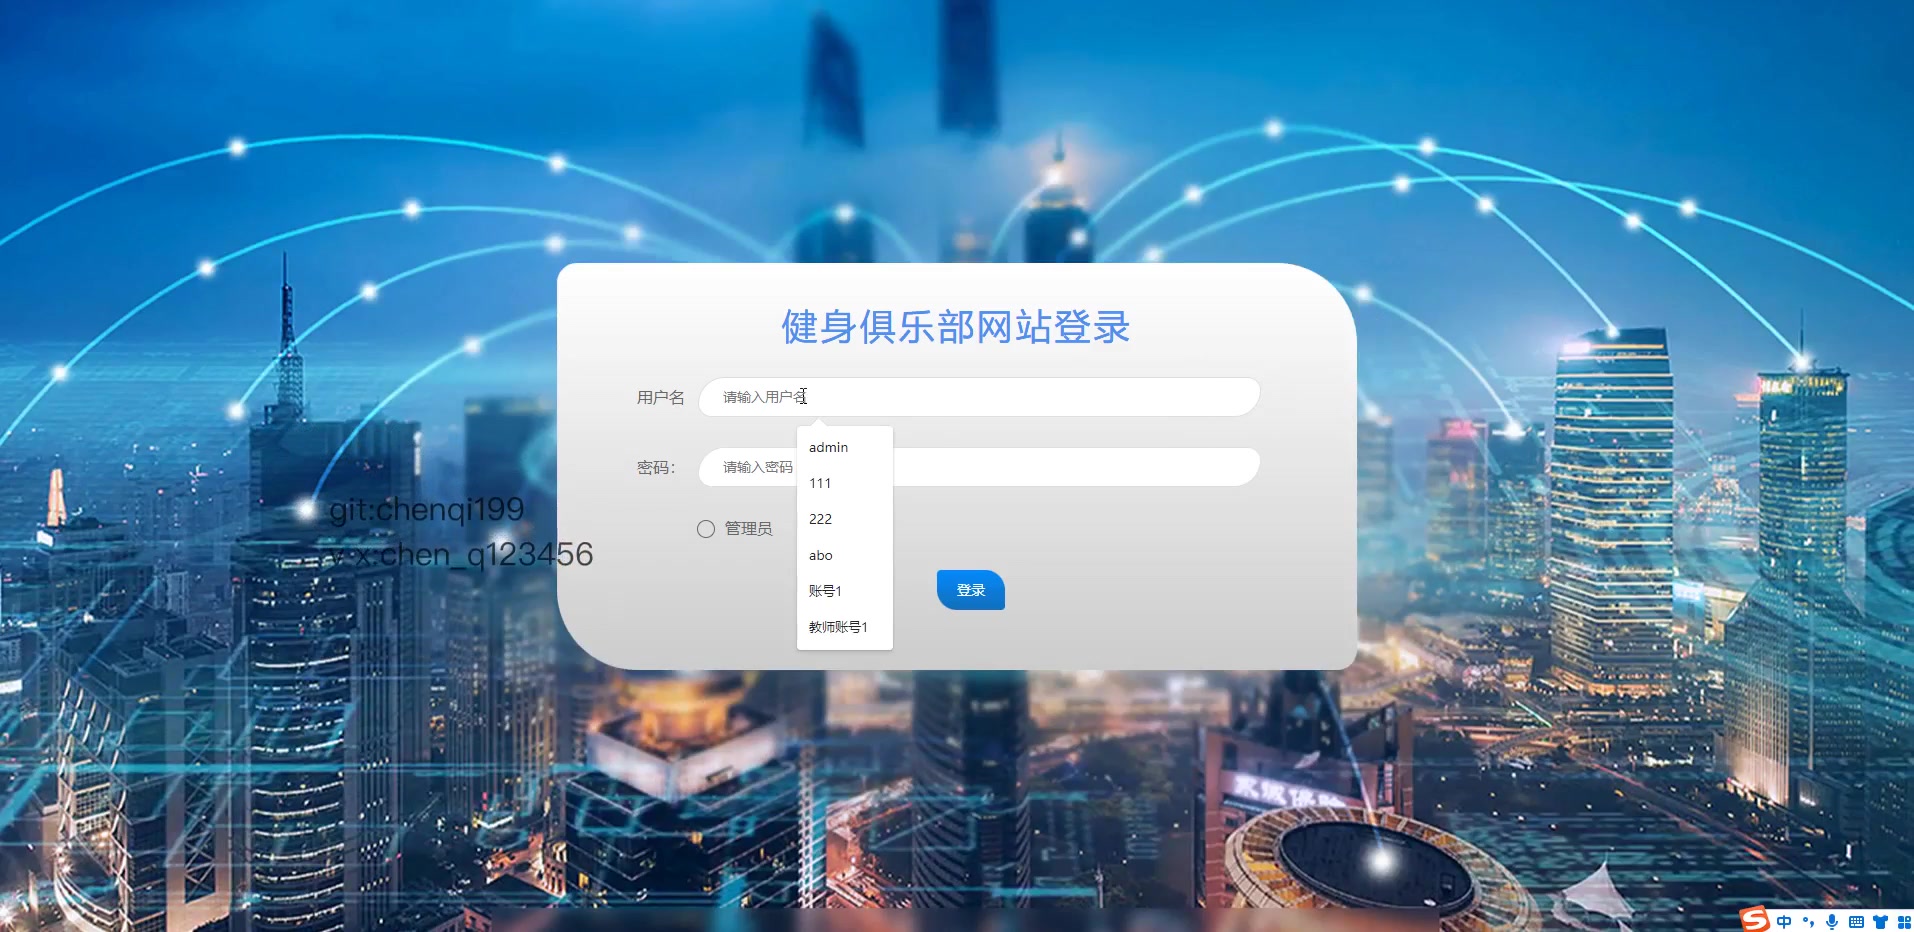 健身俱乐部网站登录
用户名
请输入用户名
密码：
请输入密码
管理员
登录
admin
111
222
abo
账号1
教师账号1
git:chenqi199
v-x:chen_q123456
中